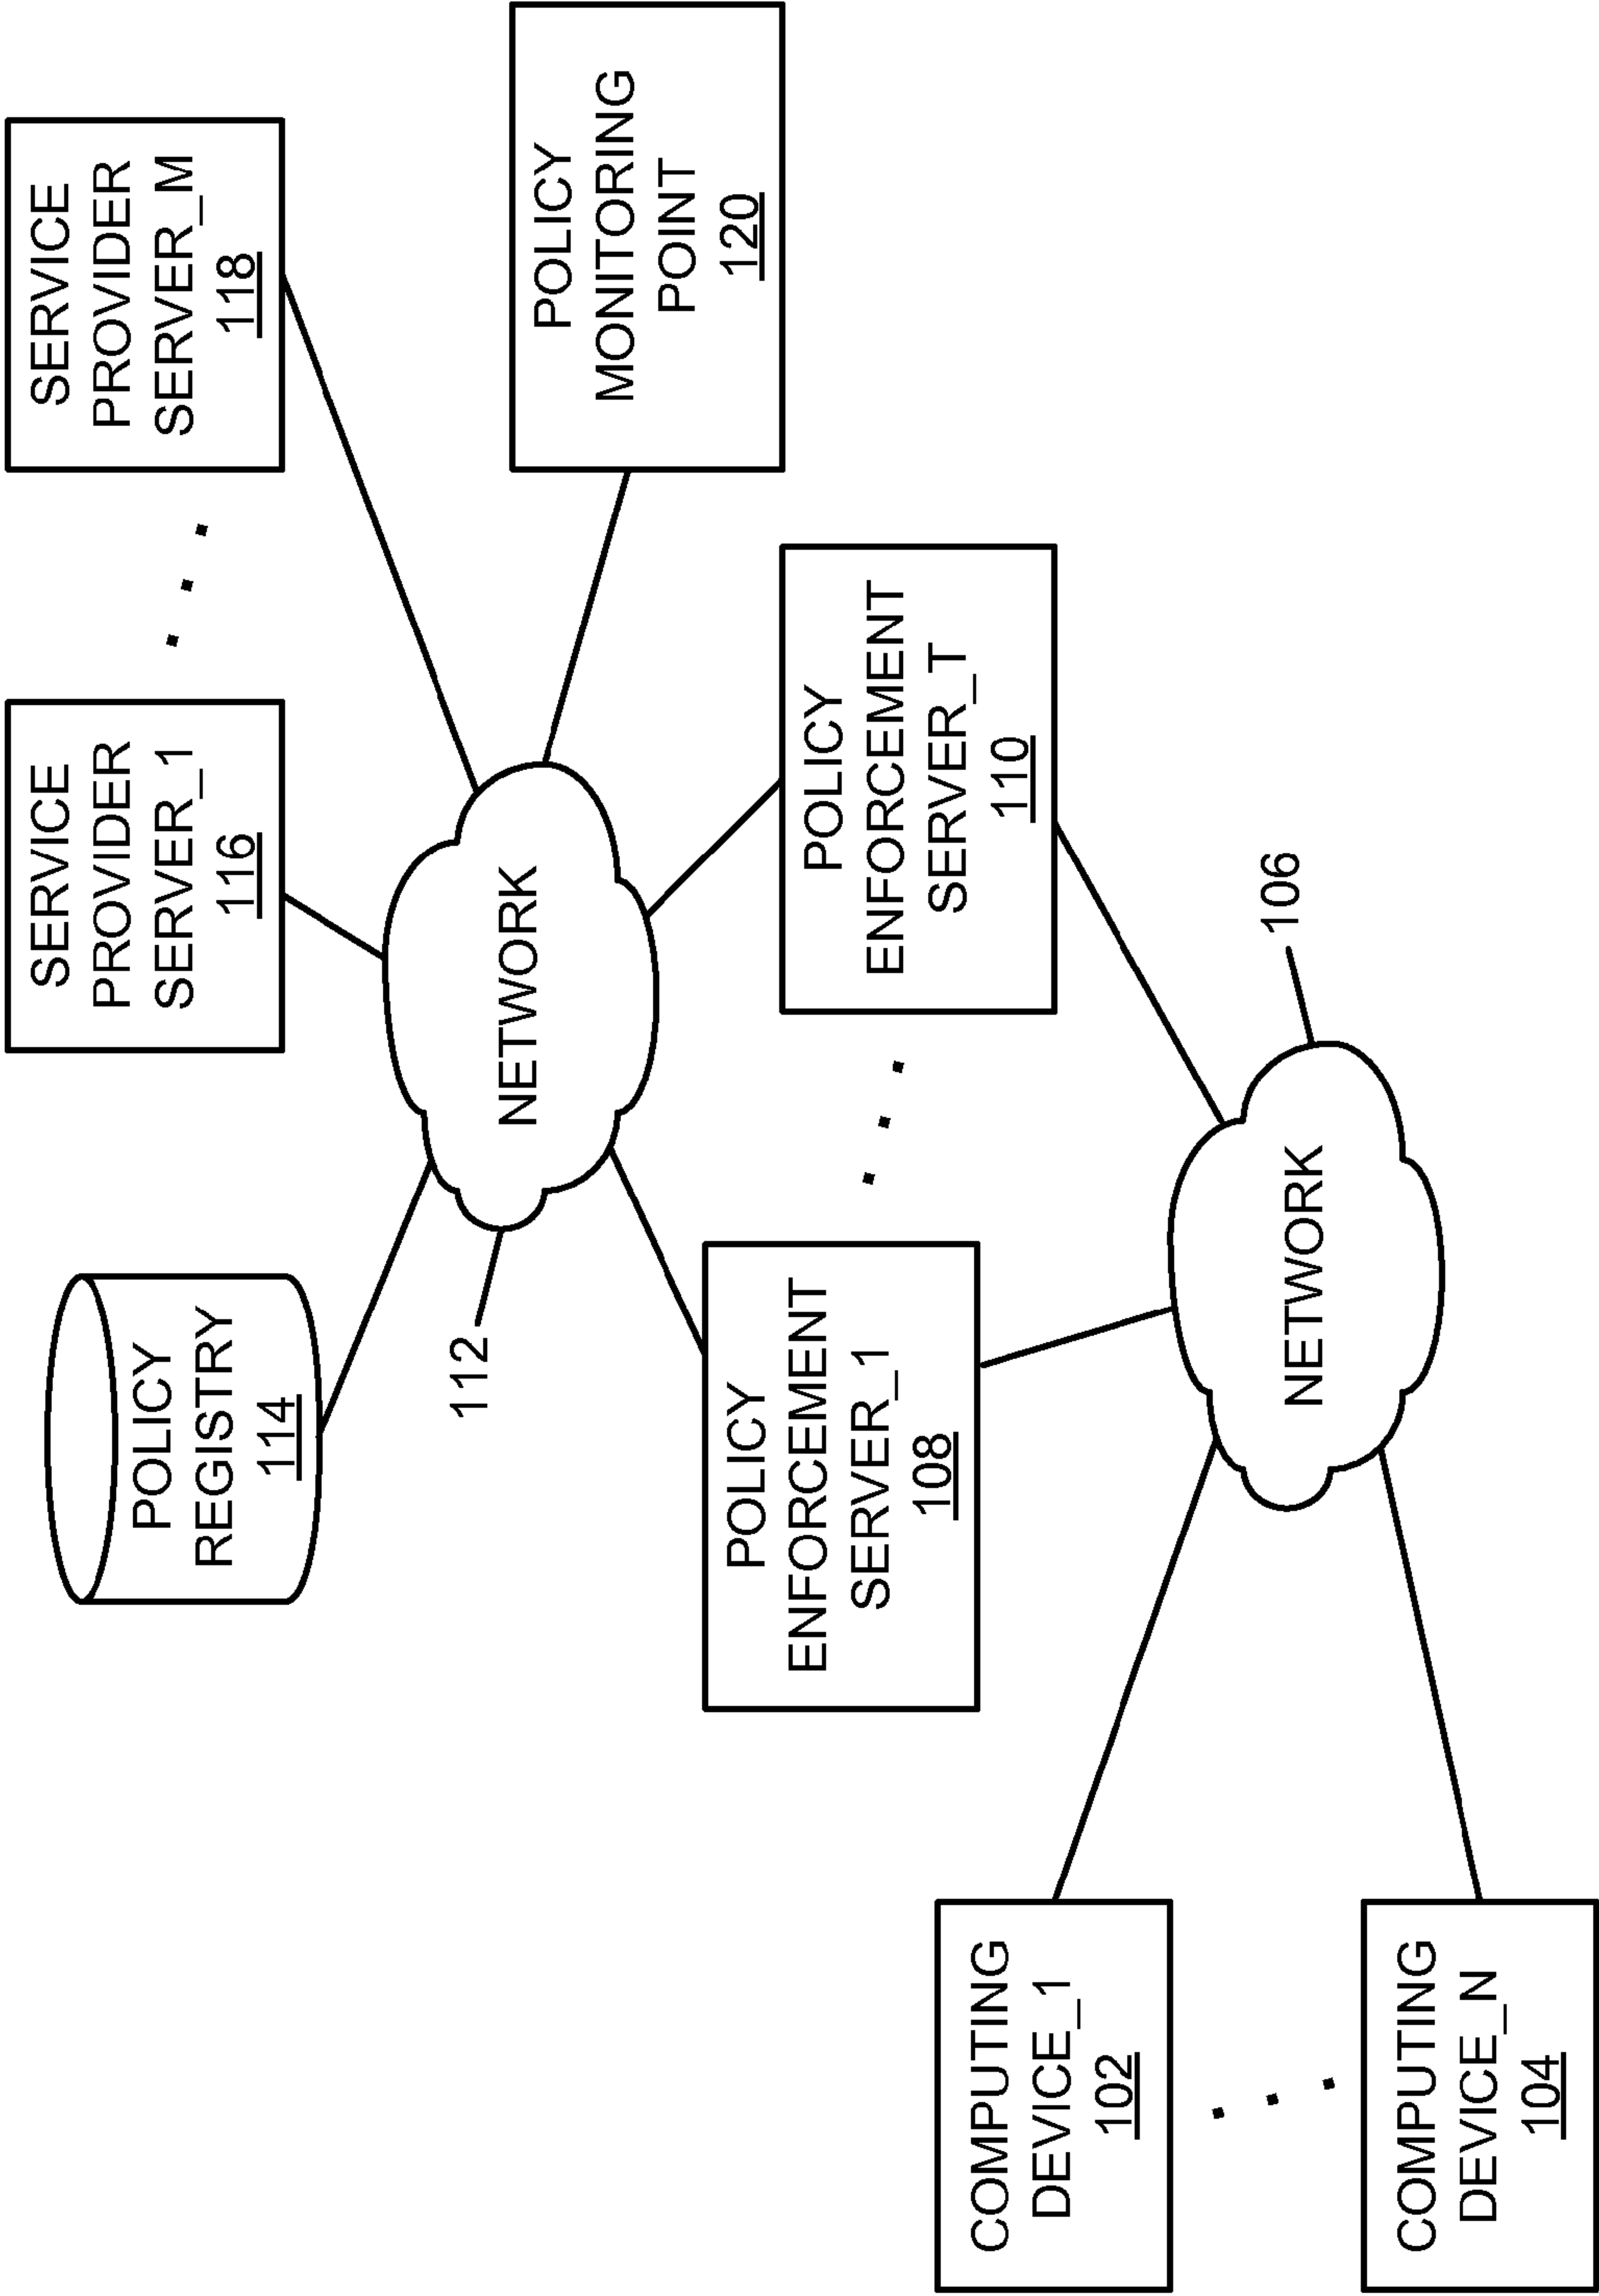 POLICY
REGISTRY
114
SERVICE
PROVIDER
SERVER_1
116
SERVICE
PROVIDER
SERVER_M
118
112
NETWORK
POLICY
MONITORING
POINT
120
POLICY
ENFORCEMENT
SERVER_1
108
POLICY
ENFORCEMENT
SERVER_T
110
COMPUTING
DEVICE_1
102
NETWORK
106
COMPUTING
DEVICE_N
104